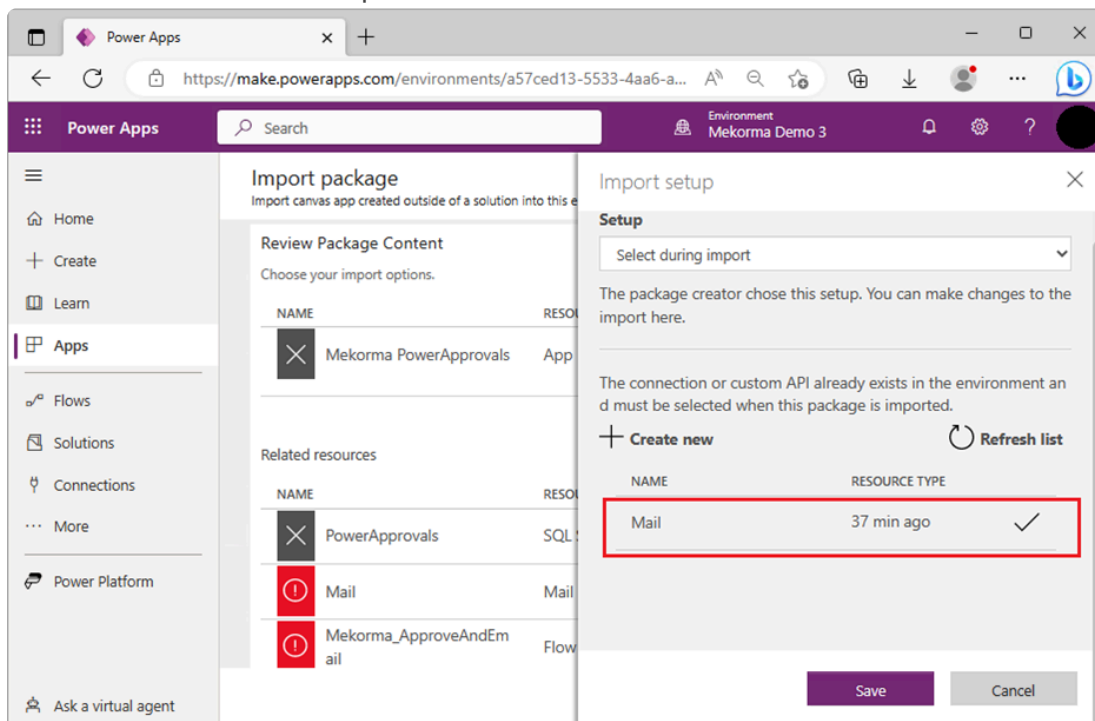 Power Apps
https://make.powerapps.com/environments/a57ced13-5533-4aa6-a...
Power Apps
Search
Environment
Mekorma Demo 3
Home
Create
Learn
Apps
Flows
Solutions
Connections
More
Power Platform
Ask a virtual agent
Import package
Import canvas app created outside of a solution into this e
Review Package Content
Choose your import options.
NAME RESOU
Mekorma PowerApprovals App
Related resources
NAME RESOU
PowerApprovals SQL
Mail Mail
Mekorma_ApproveAndEm
ail
Flow
Import setup
Setup
Select during import
The package creator chose this setup. You can make changes to the
import here.
The connection or custom API already exists in the environment an
d must be selected when this package is imported.
Create new Refresh list
NAME RESOURCE TYPE
Mail 37 min ago
Save Cancel